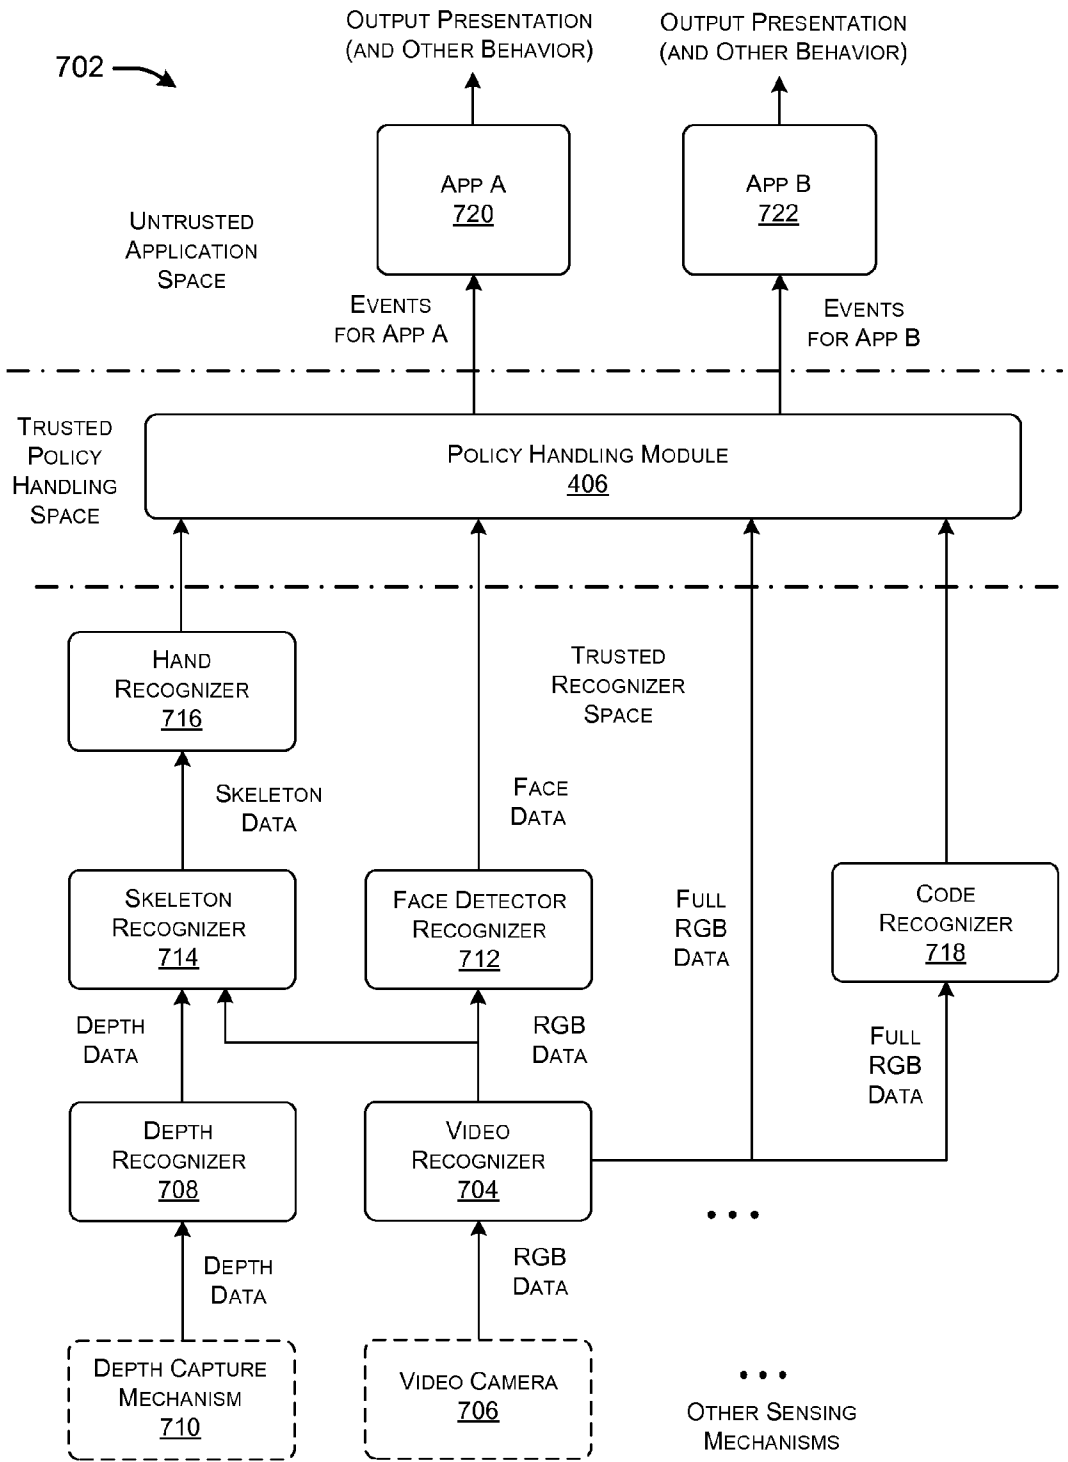 OUTPUT PRESENTATION
(AND OTHER BEHAVIOR)
OUTPUT PRESENTATION
(AND OTHER BEHAVIOR)
702
APP A
720
APP B
722
UNTRUSTED
APPLICATION
SPACE
EVENTS
FOR APP A
EVENTS
FOR APP B
TRUSTED
POLICY
HANDLING
SPACE
POLICY HANDLING MODULE
406
HAND
RECOGNIZER
716
TRUSTED
RECOGNIZER
SPACE
SKELETON
DATA
FACE
DATA
SKELETON
RECOGNIZER
714
FACE DETECTOR
RECOGNIZER
712
FULL
RGB
DATA
CODE
RECOGNIZER
718
DEPTH
DATA
RGB
DATA
FULL
RGB
DATA
DEPTH
RECOGNIZER
708
VIDEO
RECOGNIZER
704
• • •
DEPTH
DATA
RGB
DATA
DEPTH CAPTURE
MECHANISM
710
VIDEO CAMERA
706
• • •
OTHER SENSING
MECHANISMS